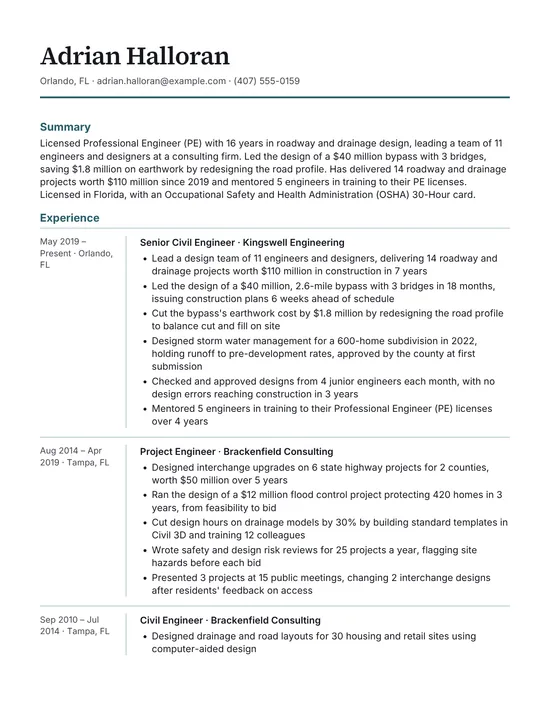 Adrian Halloran
Orlando, FL · adrian.halloran@example.com · (407) 555-0159
Summary
Licensed Professional Engineer (PE) with 16 years in roadway and drainage design, leading a team of 11
engineers and designers at a consulting firm. Led the design of a $40 million bypass with 3 bridges,
saving $1.8 million on earthwork by redesigning the road profile. Has delivered 14 roadway and drainage
projects worth $110 million since 2019 and mentored 5 engineers in training to their PE licenses.
Licensed in Florida, with an Occupational Safety and Health Administration (OSHA) 30-Hour card.
Experience
May 2019 –
Present · Orlando,
FL
Senior Civil Engineer · Kingswell Engineering
• Lead a design team of 11 engineers and designers, delivering 14 roadway and
drainage projects worth $110 million in construction in 7 years
• Led the design of a $40 million, 2.6-mile bypass with 3 bridges in 18 months,
issuing construction plans 6 weeks ahead of schedule
• Cut the bypass's earthwork cost by $1.8 million by redesigning the road profile
to balance cut and fill on site
• Designed storm water management for a 600-home subdivision in 2022,
holding runoff to pre-development rates, approved by the county at first
submission
• Checked and approved designs from 4 junior engineers each month, with no
design errors reaching construction in 3 years
• Mentored 5 engineers in training to their Professional Engineer (PE) licenses
over 4 years
Aug 2014 – Apr
2019 · Tampa, FL
Project Engineer · Brackenfield Consulting
• Designed interchange upgrades on 6 state highway projects for 2 counties,
worth $50 million over 5 years
• Ran the design of a $12 million flood control project protecting 420 homes in 3
years, from feasibility to bid
• Cut design hours on drainage models by 30% by building standard templates in
Civil 3D and training 12 colleagues
• Wrote safety and design risk reviews for 25 projects a year, flagging site
hazards before each bid
• Presented 3 projects at 15 public meetings, changing 2 interchange designs
after residents' feedback on access
Sep 2010 – Jul
2014 · Tampa, FL
Civil Engineer · Brackenfield Consulting
• Designed drainage and road layouts for 30 housing and retail sites using
computer-aided design